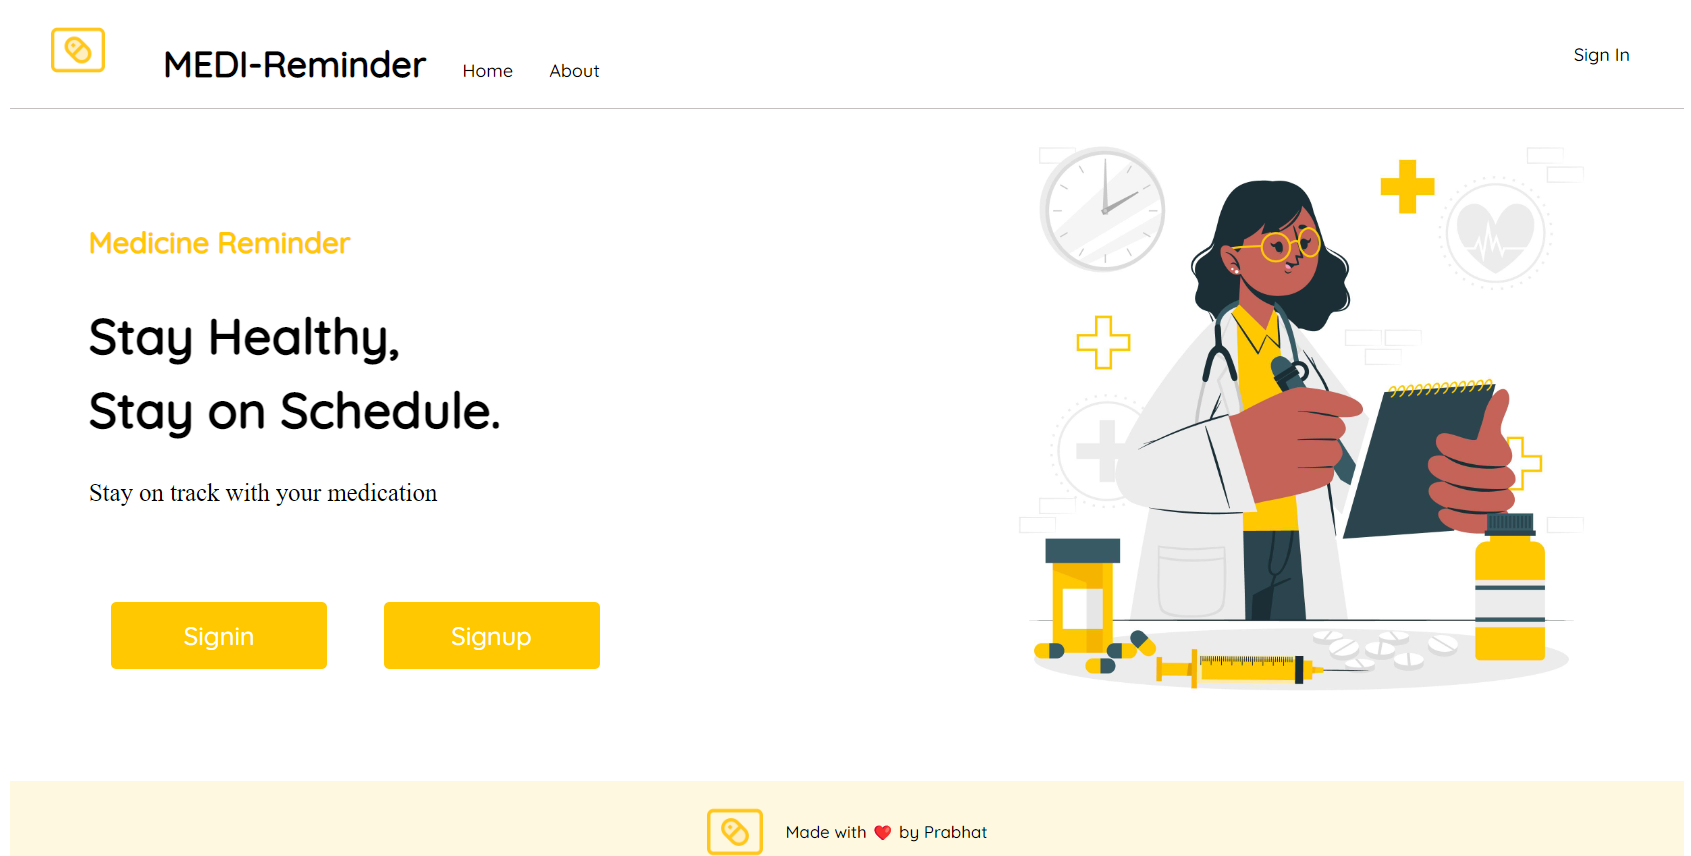 MEDI-Reminder
Home
About
Sign In
Medicine Reminder
Stay Healthy,
Stay on Schedule.
Stay on track with your medication
Signin
Signup
Made with ❤️ by Prabhat